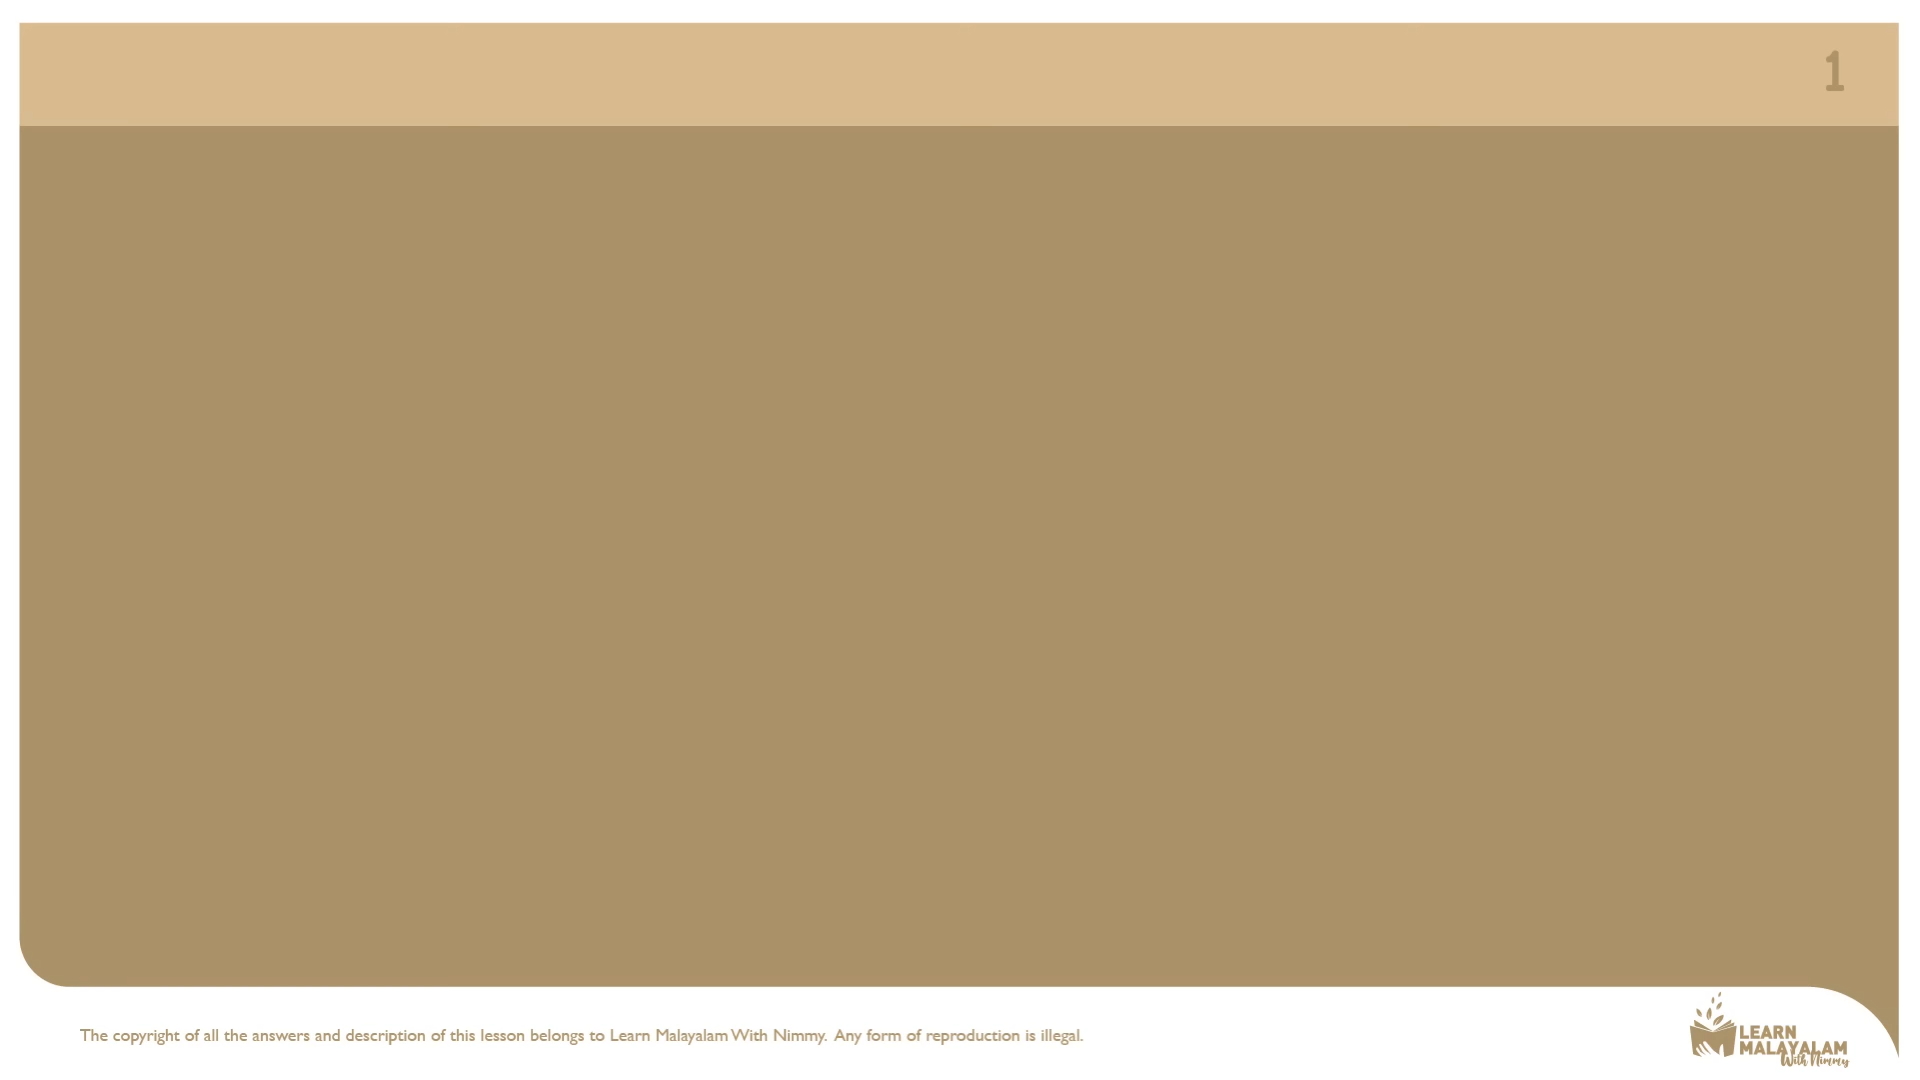 1
The copyright of all the answers and description of this lesson belongs to Learn Malayalam With Nimmy. Any form of reproduction is illegal.
LEARN
MALAYALAM
With Nimmy